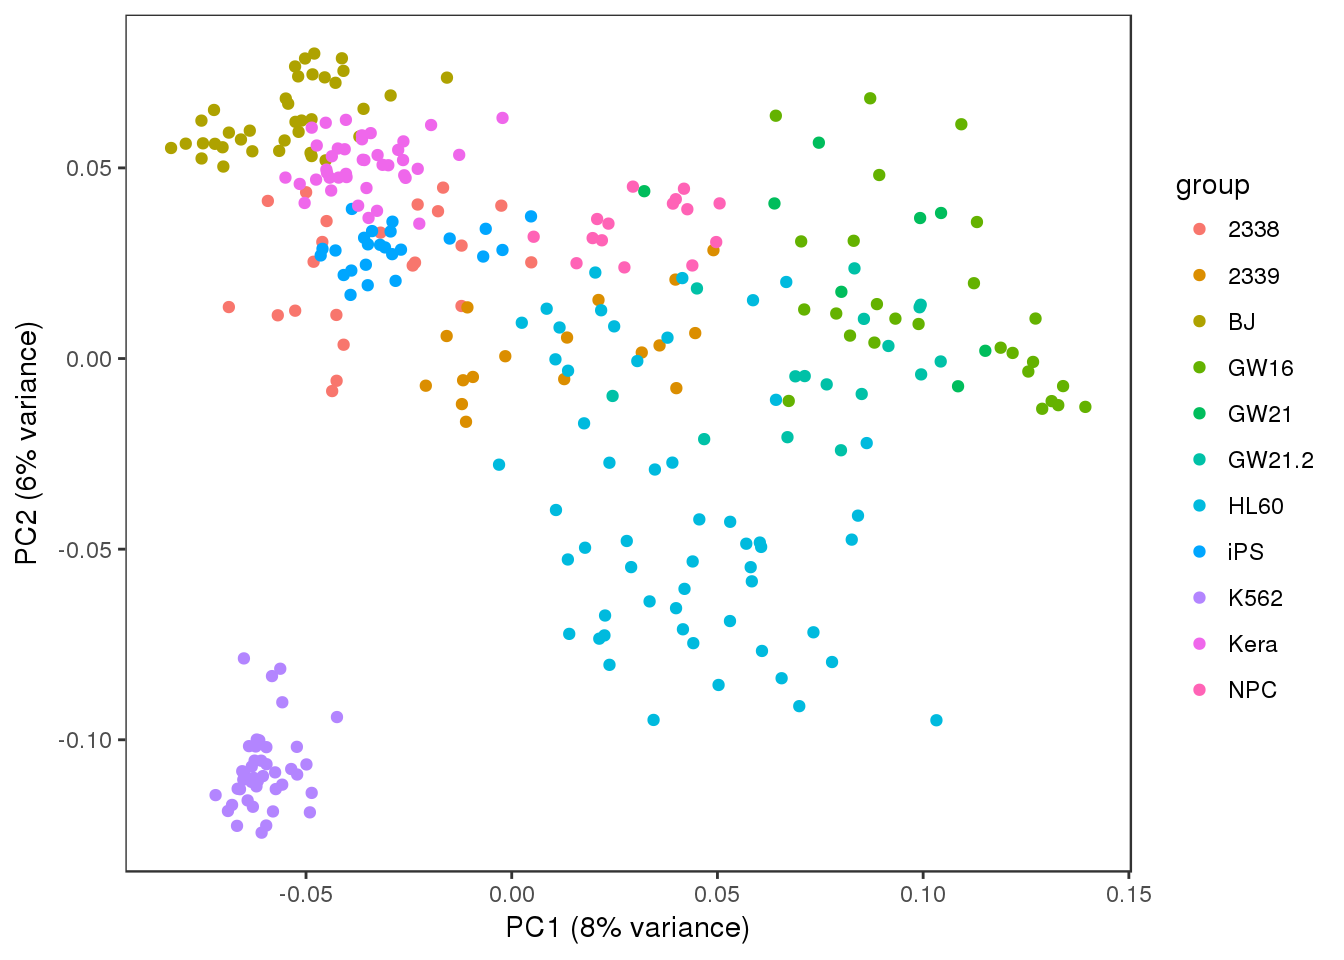 0.05
0.00
-0.05
-0.10
PC2 (6% variance)
-0.05
0.00
0.05
0.10
0.15
PC1 (8% variance)
group
2338
2339
BJ
GW16
GW21
GW21.2
HL60
iPS
K562
Kera
NPC